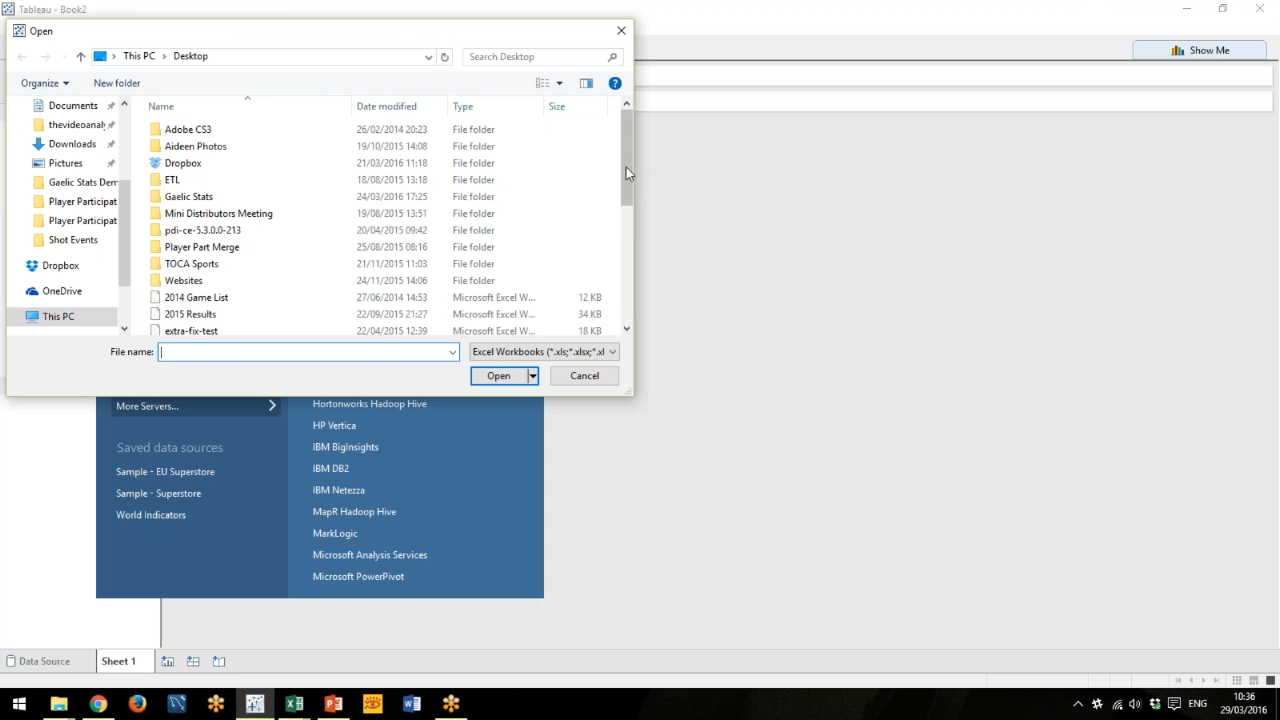 Tableau - Book2
Open
This PC
Desktop
Search Desktop
Show Me
Organize
New folder
Name
Date modified
Type
Size
Documents
thevideoanaly
Downloads
Pictures
Gaelic Stats Dem
Player Participat
Player Participat
Shot Events
Dropbox
OneDrive
This PC
Adobe CS3 26/02/2014 20:23 File folder
Aideen Photos 19/10/2015 14:08 File folder
Dropbox 21/03/2016 11:18 File folder
ETL 18/08/2015 13:18 File folder
Gaelic Stats 24/03/2016 17:25 File folder
Mini Distributors Meeting 19/08/2015 13:51 File folder
pdi-ce-5.3.0.0-213 20/04/2015 09:42 File folder
Player Part Merge 25/08/2015 08:16 File folder
TOCA Sports 21/11/2015 11:03 File folder
Websites 24/11/2015 14:06 File folder
2014 Game List 27/06/2014 14:53 Microsoft Excel W... 12 KB
2015 Results 22/09/2015 21:27 Microsoft Excel W... 34 KB
extra-fix-test 22/04/2015 12:39 Microsoft Excel W... 18 KB
File name:
Excel Workbooks (*.xls;*.xlsx;*.xl
Open
Cancel
More Servers...
Saved data sources
Sample - EU Superstore
Sample - Superstore
World Indicators
Hortonworks Hadoop Hive
HP Vertica
IBM BigInsights
IBM DB2
IBM Netezza
MapR Hadoop Hive
MarkLogic
Microsoft Analysis Services
Microsoft PowerPivot
Data Source
Sheet 1
ENG
10:36
29/03/2016